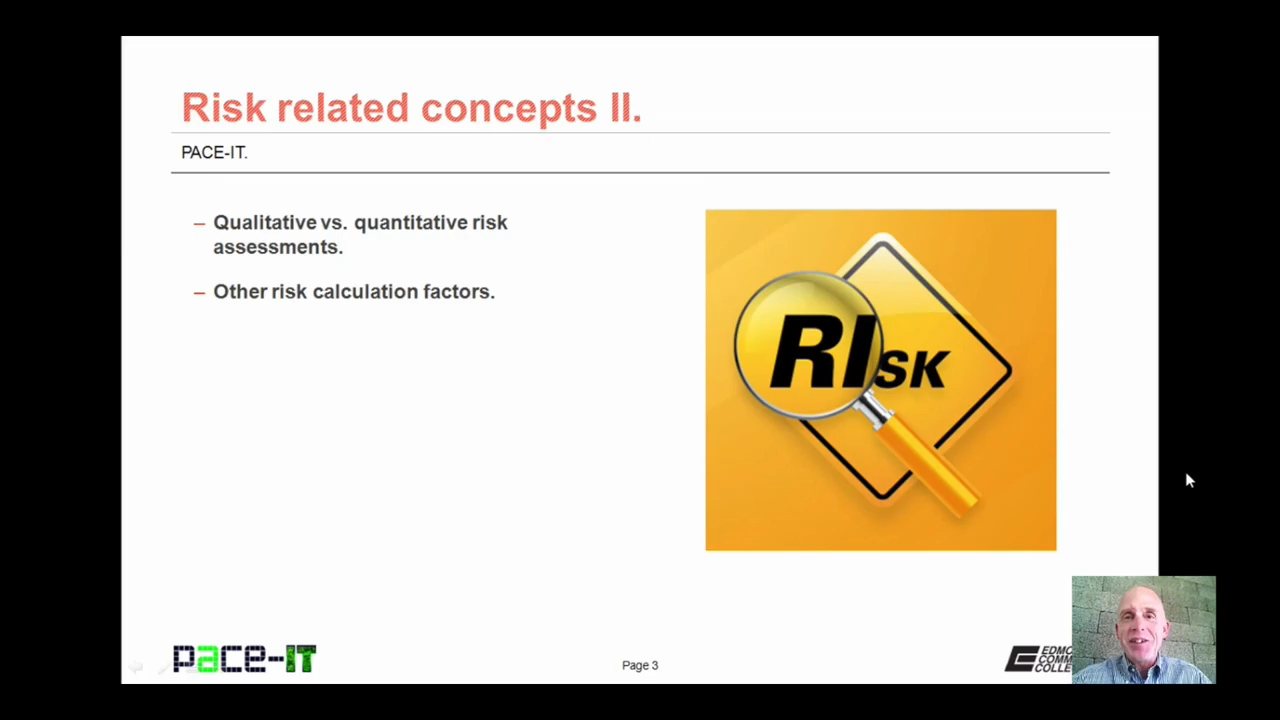 Risk related concepts II.
PACE-IT.
– Qualitative vs. quantitative risk
assessments.
– Other risk calculation factors.
RISK
pace-IT
Page 3